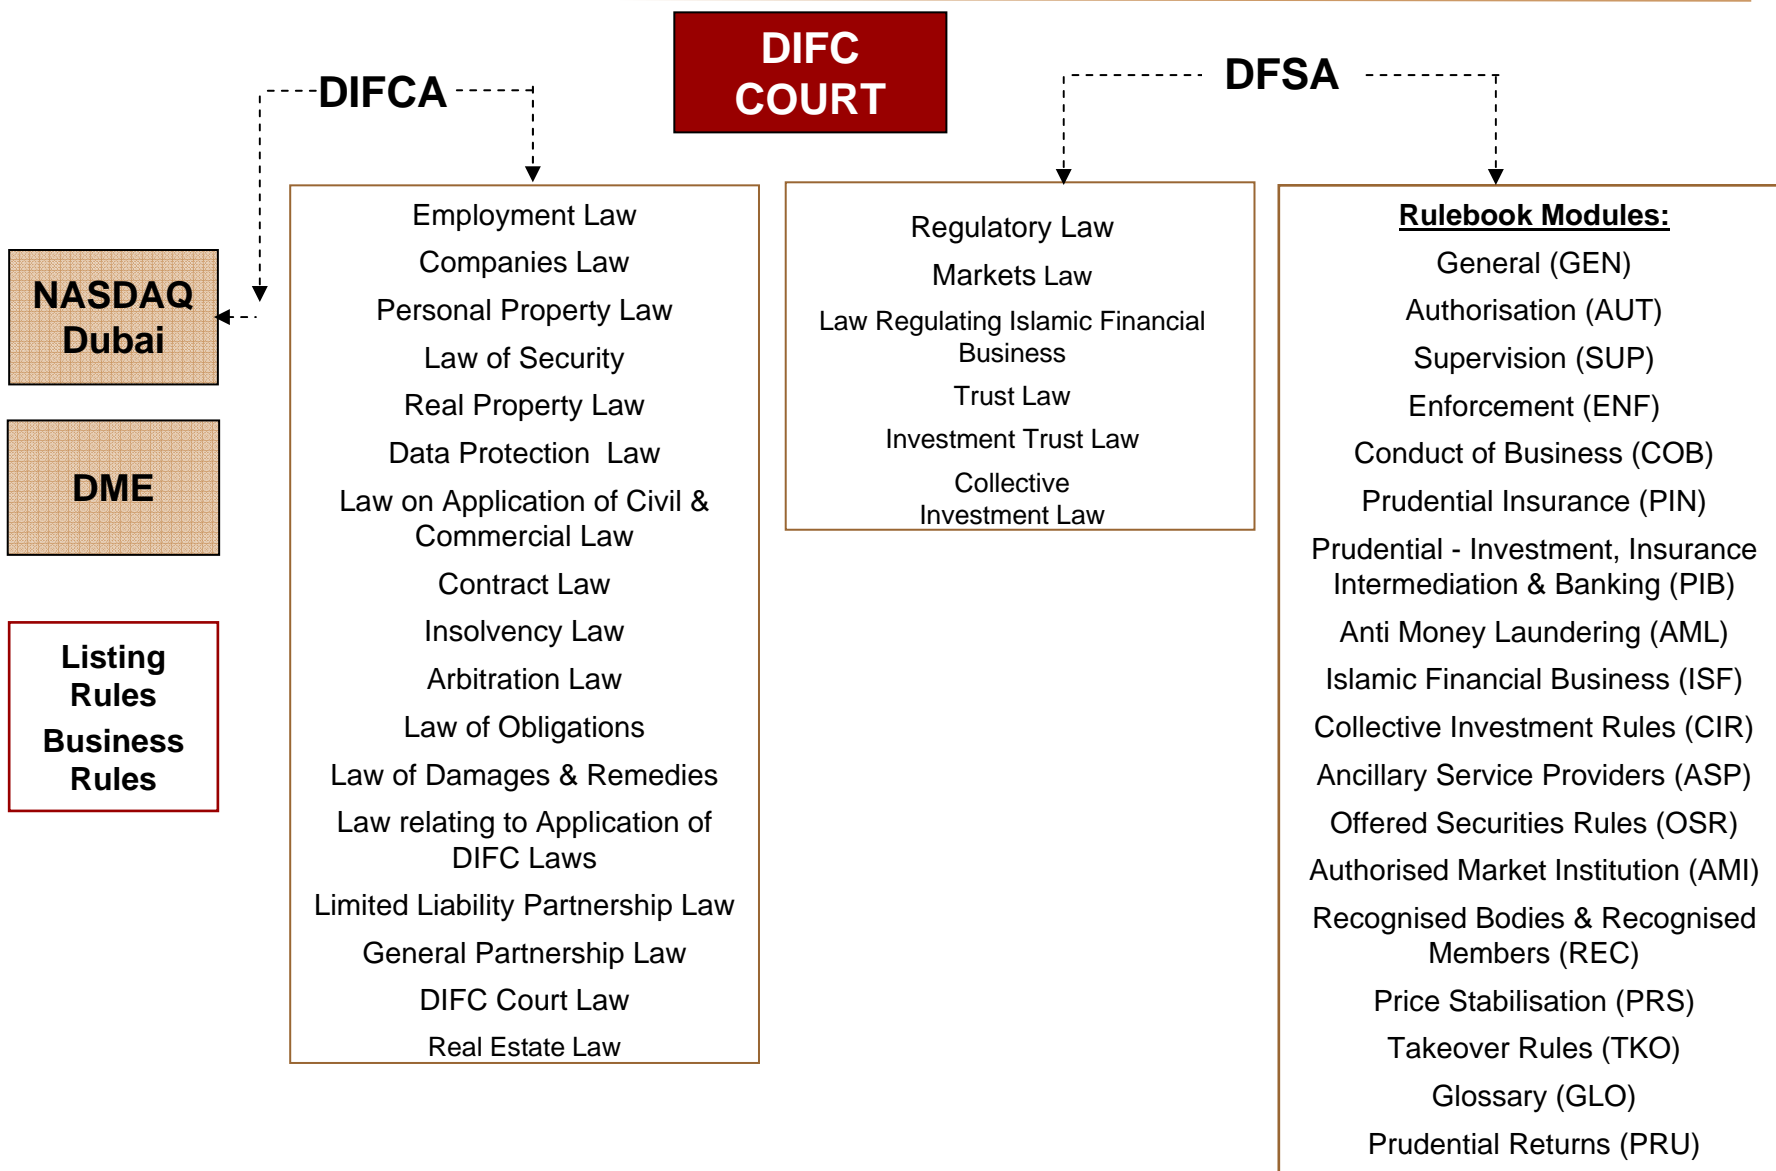 DIFC
COURT
DIFCA
DFSA
NASDAQ
Dubai
DME
Listing
Rules
Business
Rules
Employment Law
Companies Law
Personal Property Law
Law of Security
Real Property Law
Data Protection  Law
Law on Application of Civil &
Commercial Law
Contract Law
Insolvency Law
Arbitration Law
Law of Obligations
Law of Damages & Remedies
Law relating to Application of
DIFC Laws
Limited Liability Partnership Law
General Partnership Law
DIFC Court Law
Real Estate Law
Regulatory Law
Markets Law
Law Regulating Islamic Financial
Business
Trust Law
Investment Trust Law
Collective
Investment Law
Rulebook Modules:
General (GEN)
Authorisation (AUT)
Supervision (SUP)
Enforcement (ENF)
Conduct of Business (COB)
Prudential Insurance (PIN)
Prudential - Investment, Insurance
Intermediation & Banking (PIB)
Anti Money Laundering (AML)
Islamic Financial Business (ISF)
Collective Investment Rules (CIR)
Ancillary Service Providers (ASP)
Offered Securities Rules (OSR)
Authorised Market Institution (AMI)
Recognised Bodies & Recognised
Members (REC)
Price Stabilisation (PRS)
Takeover Rules (TKO)
Glossary (GLO)
Prudential Returns (PRU)